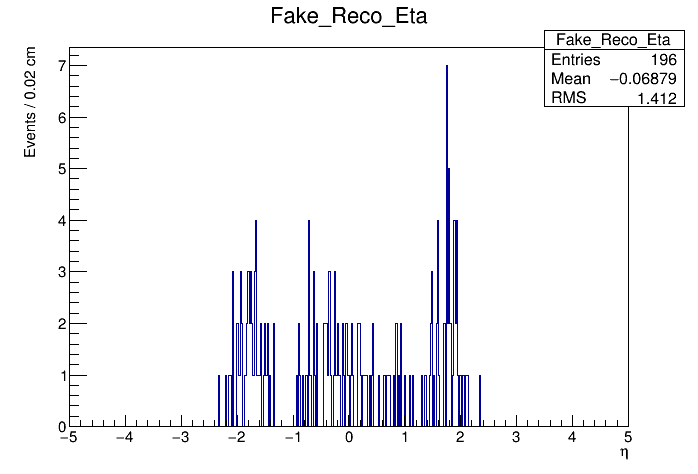 Fake_Reco_Eta
Fake_Reco_Eta
Entries 196
Mean −0.06879
RMS 1.412
Events / 0.02 cm
7
6
5
4
3
2
1
0
−5 −4 −3 −2 −1 0 1 2 3 4 5
η